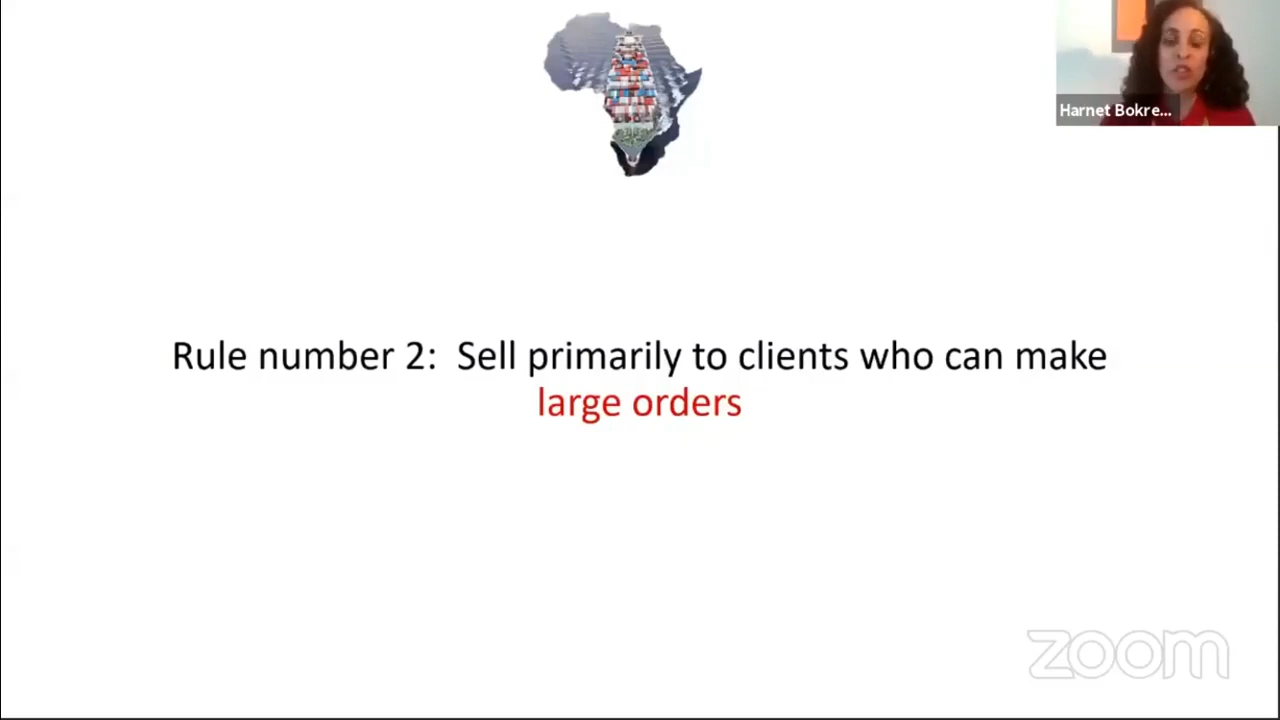 Harnet Bokre...
Rule number 2: Sell primarily to clients who can make
large orders
zoom